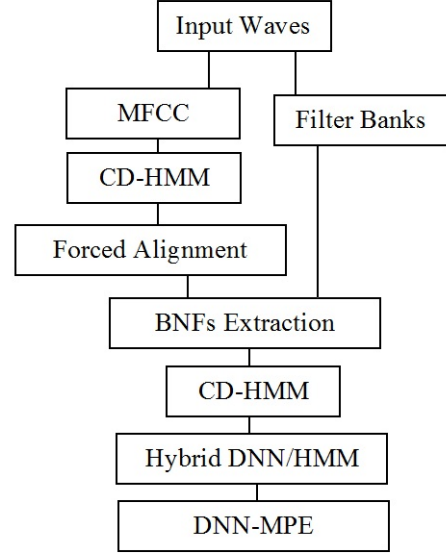 Input Waves
MFCC
Filter Banks
CD-HMM
Forced Alignment
BNFs Extraction
CD-HMM
Hybrid DNN/HMM
DNN-MPE